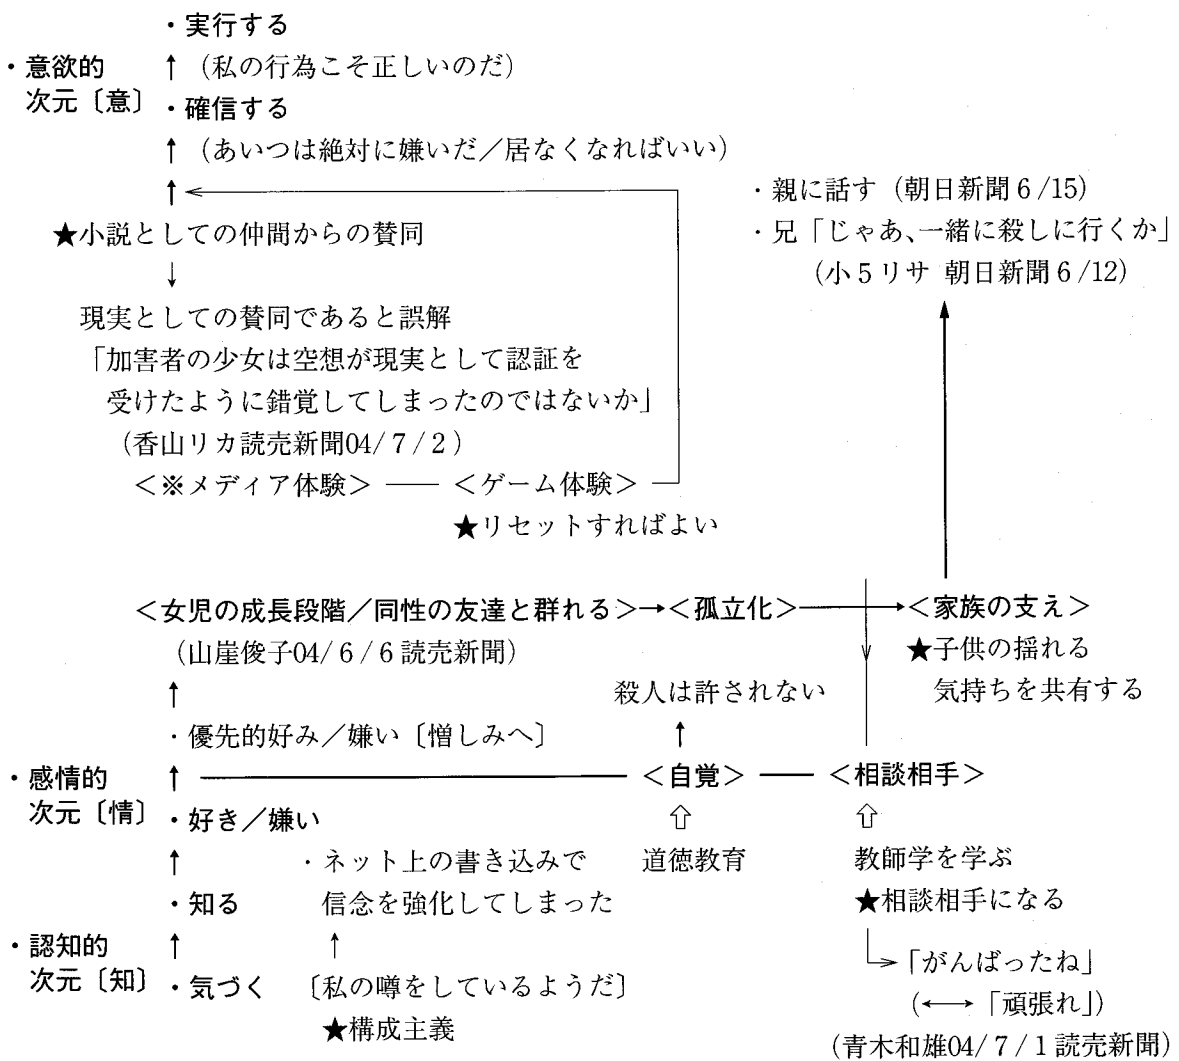 ・実行する
・意欲的
次元〔意〕
↑（私の行為こそ正しいのだ）
・確信する
↑（あいつは絶対に嫌いだ／居なくなればいい）
↑
・親に話す（朝日新聞6/15）
・兄「じゃあ、一緒に殺しに行くか」
（小5リサ 朝日新聞6/12）
★小説としての仲間からの賛同
↓
現実としての賛同であると誤解
「加害者の少女は空想が現実として認証を
受けたように錯覚してしまったのではないか」
（香山リカ読売新聞04/7/2）
＜※メディア体験＞ ―― ＜ゲーム体験＞
★リセットすればよい
＜女児の成長段階／同性の友達と群れる＞→＜孤立化＞→＜家族の支え＞
（山崖俊子04/6/6読売新聞）
★子供の揺れる
気持ちを共有する
↑
殺人は許されない
・優先的好み／嫌い〔憎しみへ〕
↑
・感情的
次元〔情〕
↑ ―― ＜自覚＞ ―― ＜相談相手＞
・好き／嫌い
⇧ ⇧
↑
・ネット上の書き込みで
信念を強化してしまった
道徳教育
教師学を学ぶ
★相談相手になる
・知る
・認知的
次元〔知〕
↑ ↑
・気づく
〔私の噂をしているようだ〕
★構成主義
「がんばったね」
（←→「頑張れ」）
（青木和雄04/7/1読売新聞）